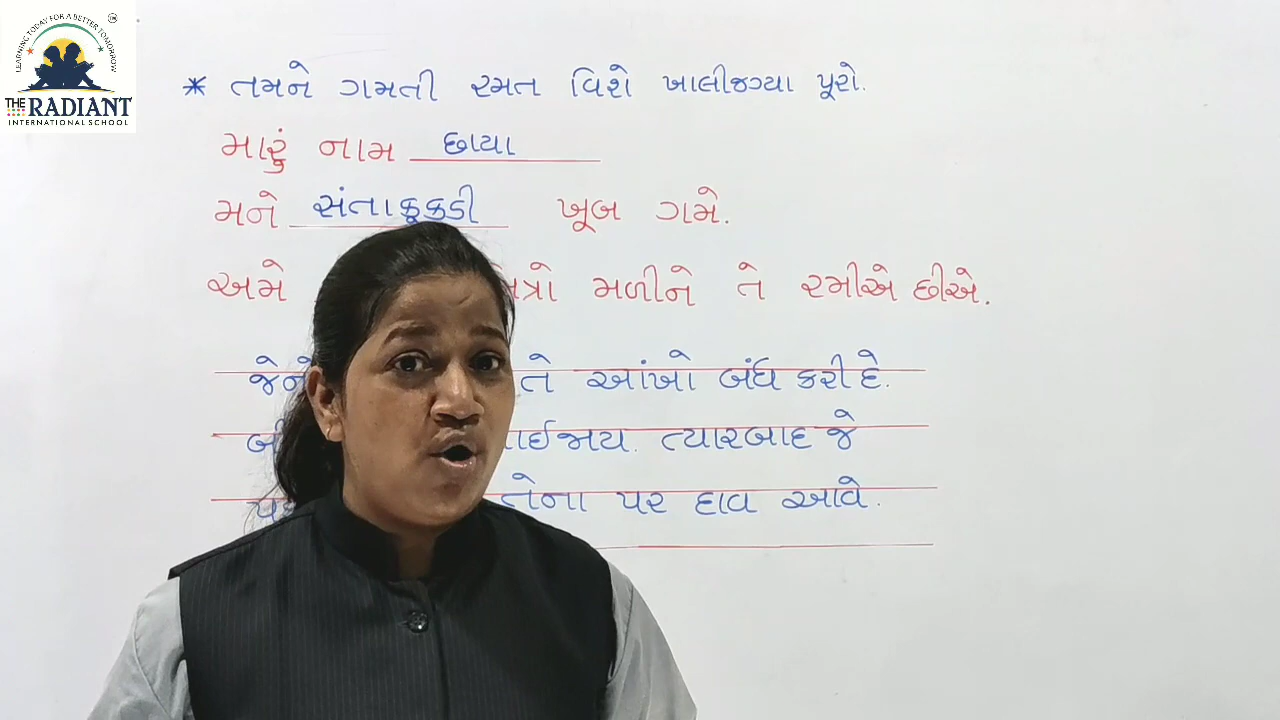 LEARNING TODAY FOR A BETTER TOMORROW
THE RADIANT
INTERNATIONAL SCHOOL
* તમને ગમતી રમત વિશે ખાલીજગ્યા પૂરો.
મારું નામ છાયા
મને સંતાકૂકડી ખૂબ ગમે.
અમે મળીને તે રમીએ છીએ.
તે આંખો બંધ કરી દે.
ત્યારબાદ જે
તેના પર દાવ આવે.